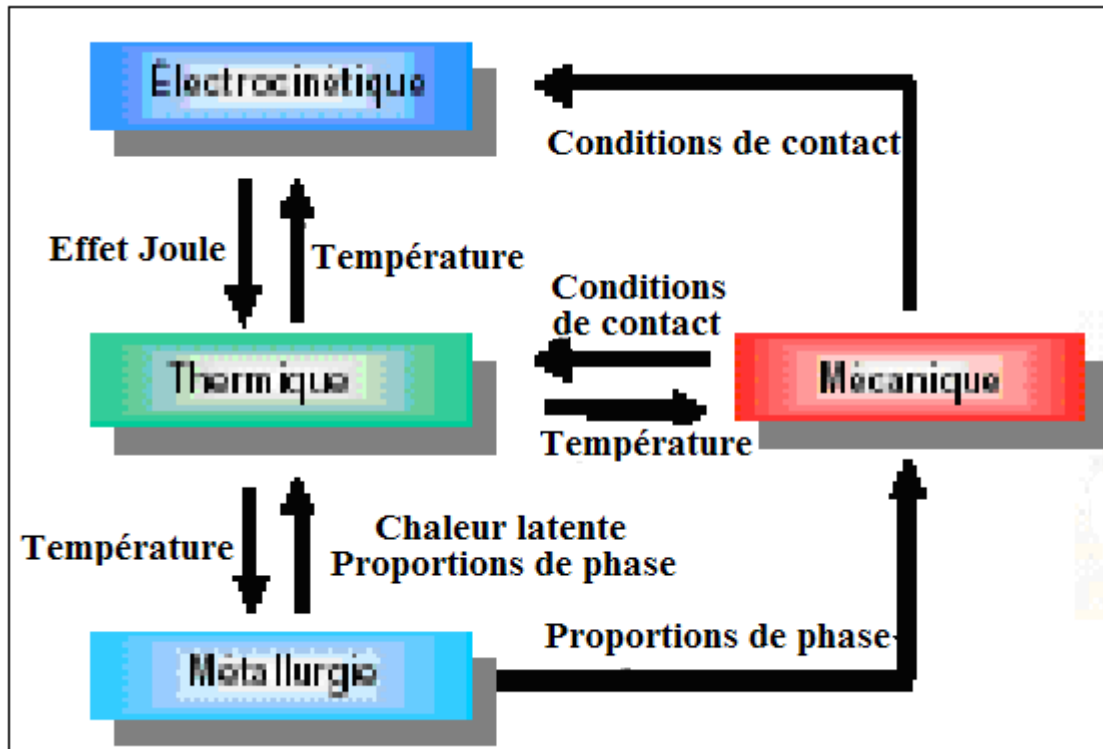 Électrocinétique
Conditions de contact
Effet Joule
Température
Conditions
de contact
Thermique
Mécanique
Température
Température
Chaleur latente
Proportions de phase
Proportions de phase
Métallurgie